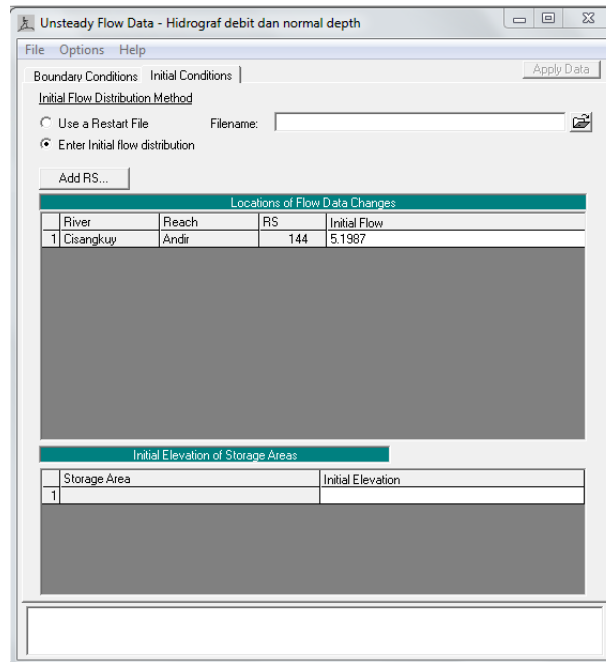 Unsteady Flow Data - Hidrograf debit dan normal depth
File Options Help
Boundary Conditions Initial Conditions Apply Data
Initial Flow Distribution Method
Use a Restart File Filename:
Enter Initial flow distribution
Add RS...
Locations of Flow Data Changes
River Reach RS Initial Flow
1 Cisangkuy Andir 144 5.1987
Initial Elevation of Storage Areas
Storage Area Initial Elevation
1